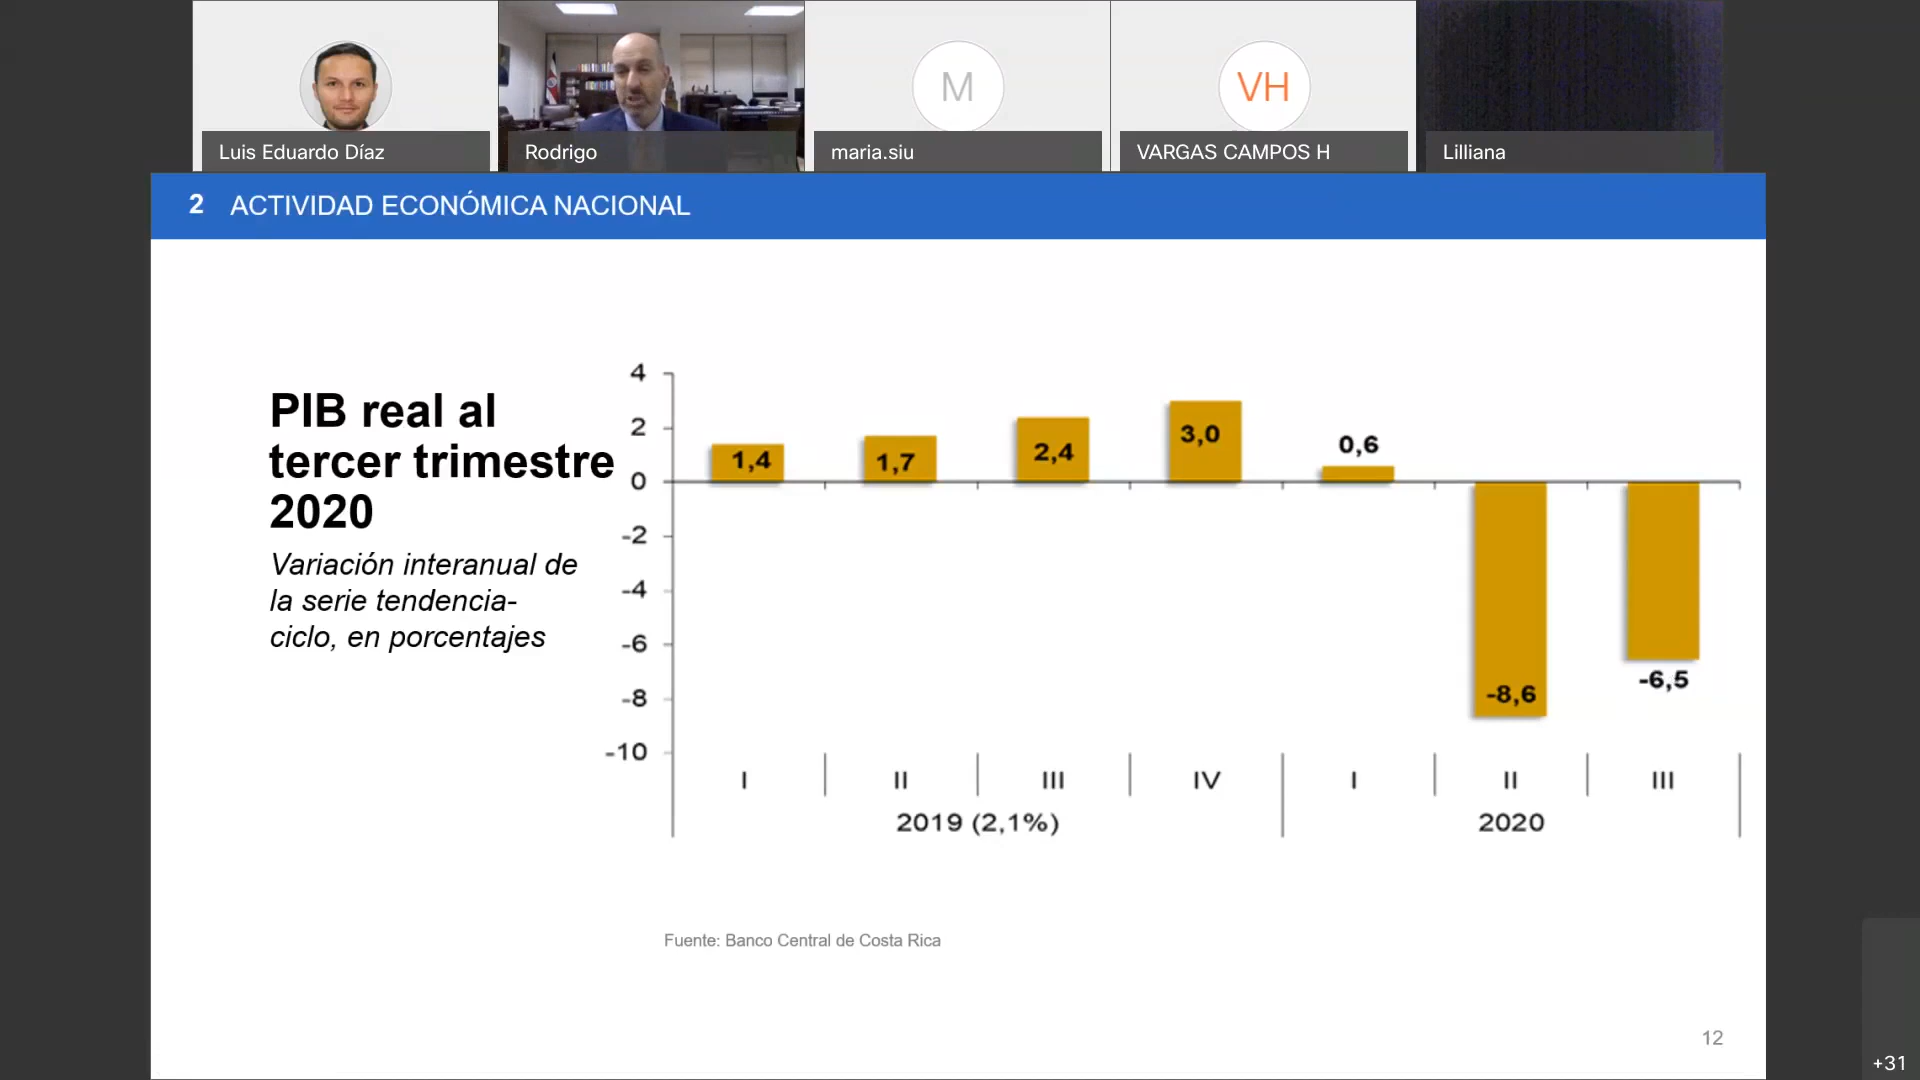 M
VH
Luis Eduardo Díaz
Rodrigo
maria.siu
VARGAS CAMPOS H
Lilliana
2 ACTIVIDAD ECONÓMICA NACIONAL
PIB real al
tercer trimestre
2020
Variación interanual de
la serie tendencia-
ciclo, en porcentajes
4
2
0
-2
-4
-6
-8
-10
1,4
1,7
2,4
3,0
0,6
-8,6
-6,5
I II III IV I II III
2019 (2,1%) 2020
Fuente: Banco Central de Costa Rica
12
+31